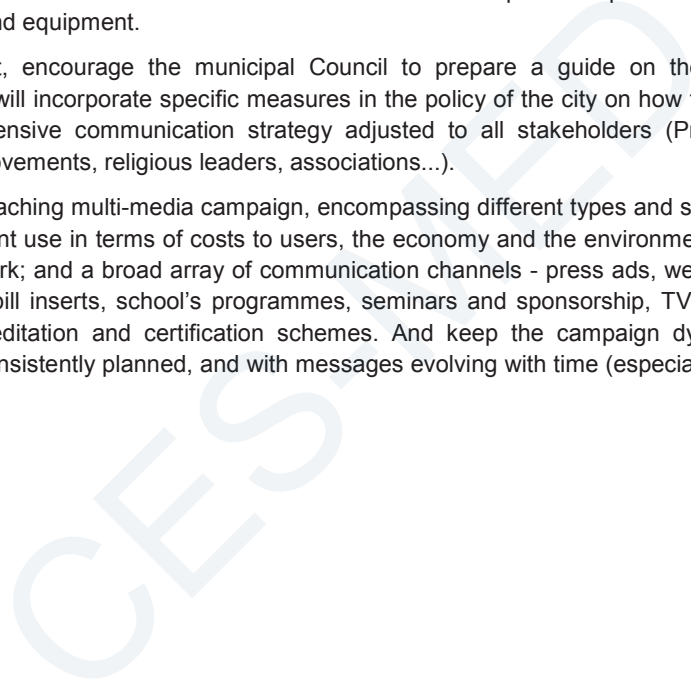 nd equipment.
t, encourage the municipal Council to prepare a guide on the
will incorporate specific measures in the policy of the city on how
ensive communication strategy adjusted to all stakeholders (Pr
ovements, religious leaders, associations...).
aching multi-media campaign, encompassing different types and s
nt use in terms of costs to users, the economy and the environme
rk; and a broad array of communication channels - press ads, we
bill inserts, school's programmes, seminars and sponsorship, TV
editation and certification schemes. And keep the campaign dy
nsistently planned, and with messages evolving with time (especia
CES-MED